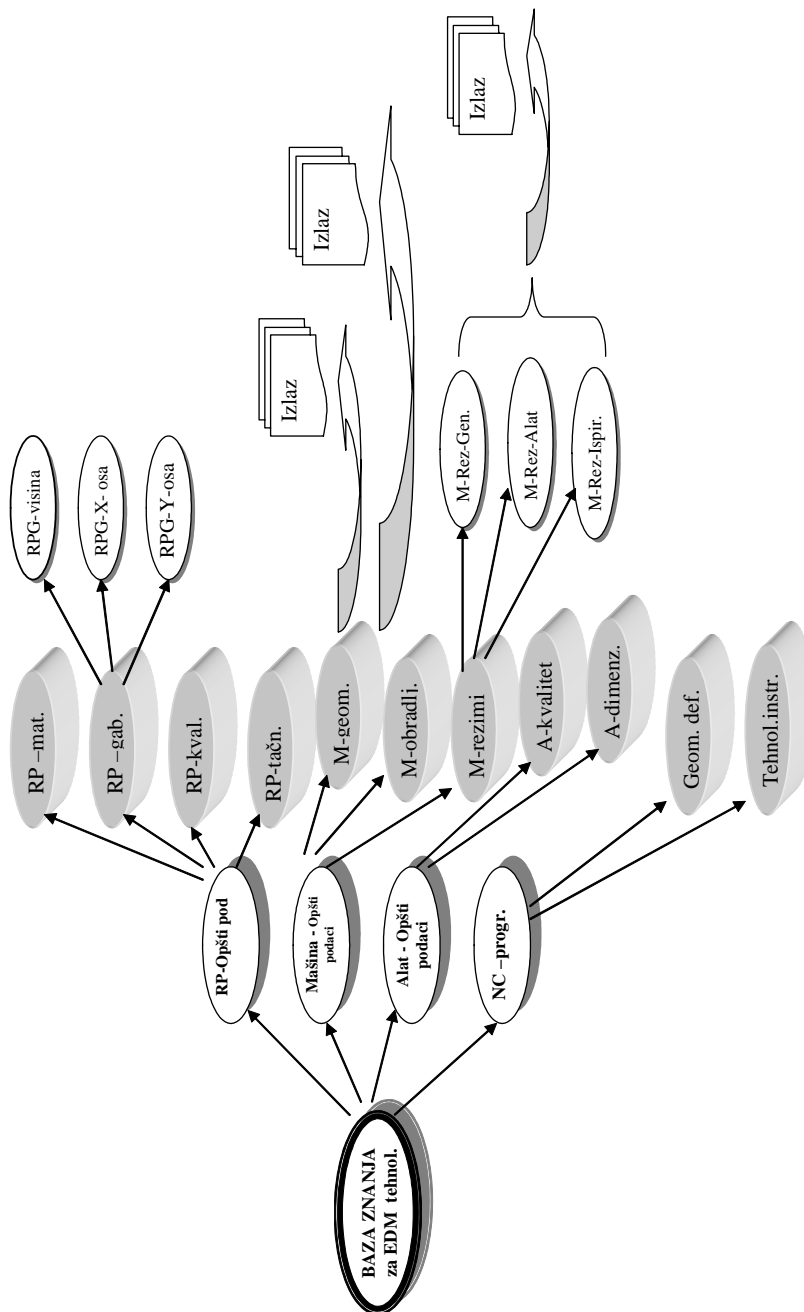 BAZA ZNANJA
za EDM tehnol.
RP-Opšti pod
Mašina - Opšti
podaci
Alat - Opšti
podaci
NC –progr.
RP –mat.
RP –gab.
RP-kval.
RP-tačn.
M-geom.
M-obradlj.
M-rezimi
A-kvalitet
A-dimenz.
Geom. def.
Tehnol.instr.
RPG-visina
RPG-X- osa
RPG-Y-osa
M-Rez-Gen.
M-Rez-Alat
M-Rez-Ispir.
Izlaz
Izlaz
Izlaz